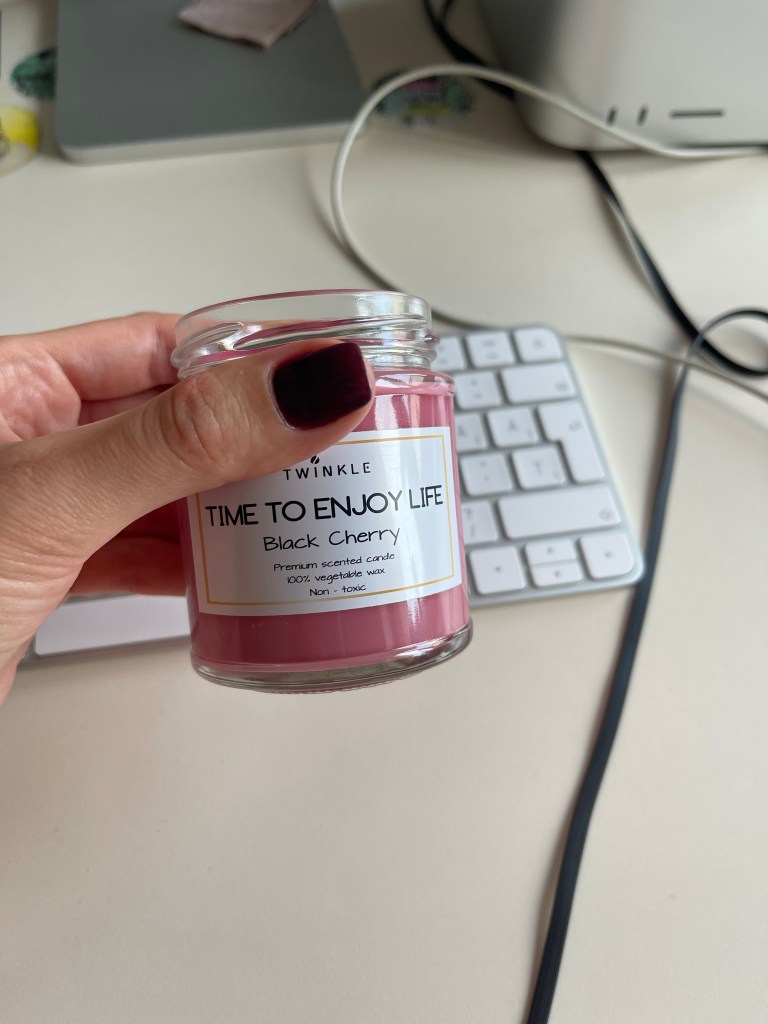 TWINKLE
TIME TO ENJOY LIFE
Black Cherry
Premium scented candle
100% vegetable wax
Non - toxic